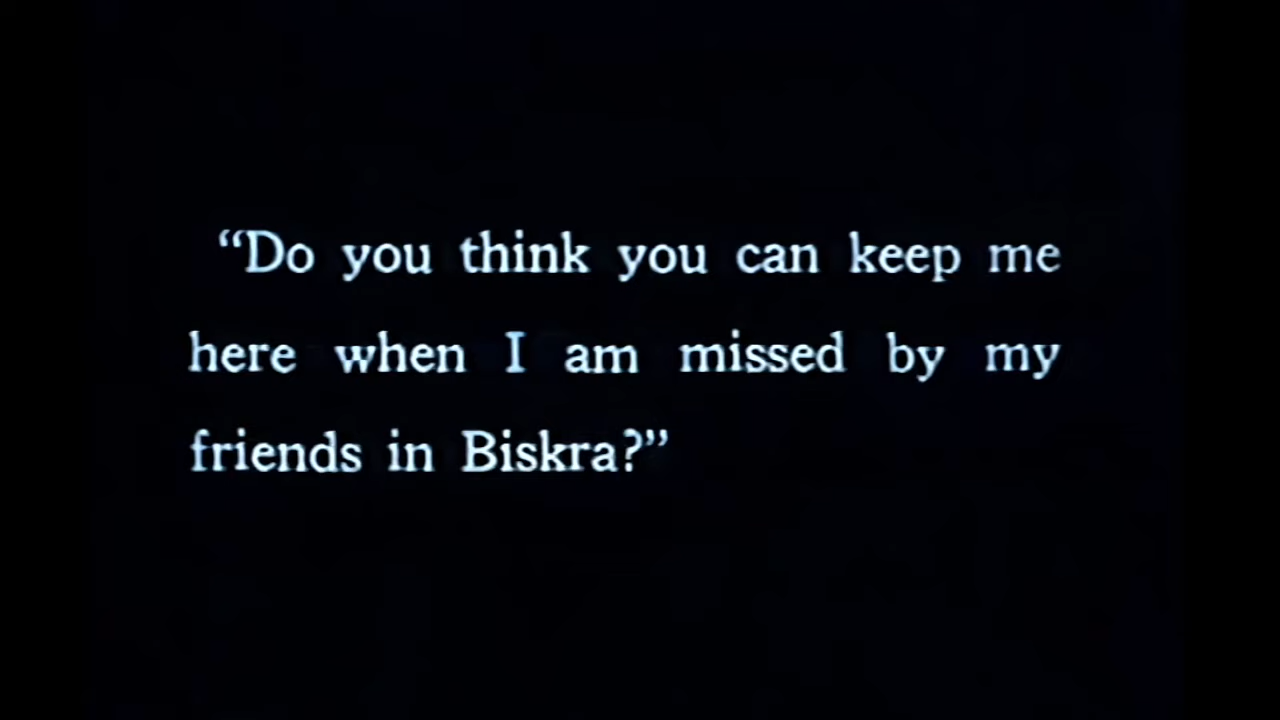 “Do you think you can keep me
here when I am missed by my
friends in Biskra?”